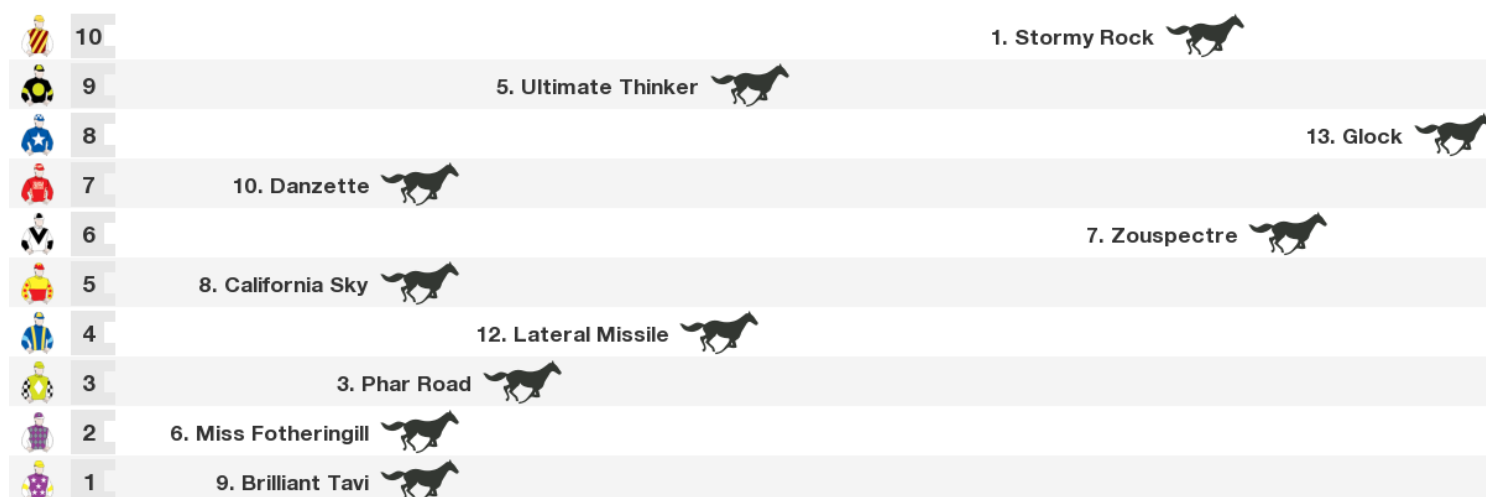 10 1. Stormy Rock
9 5. Ultimate Thinker
8 13. Glock
7 10. Danzette
6 7. Zouspectre
5 8. California Sky
4 12. Lateral Missile
3 3. Phar Road
2 6. Miss Fotheringill
1 9. Brilliant Tavi